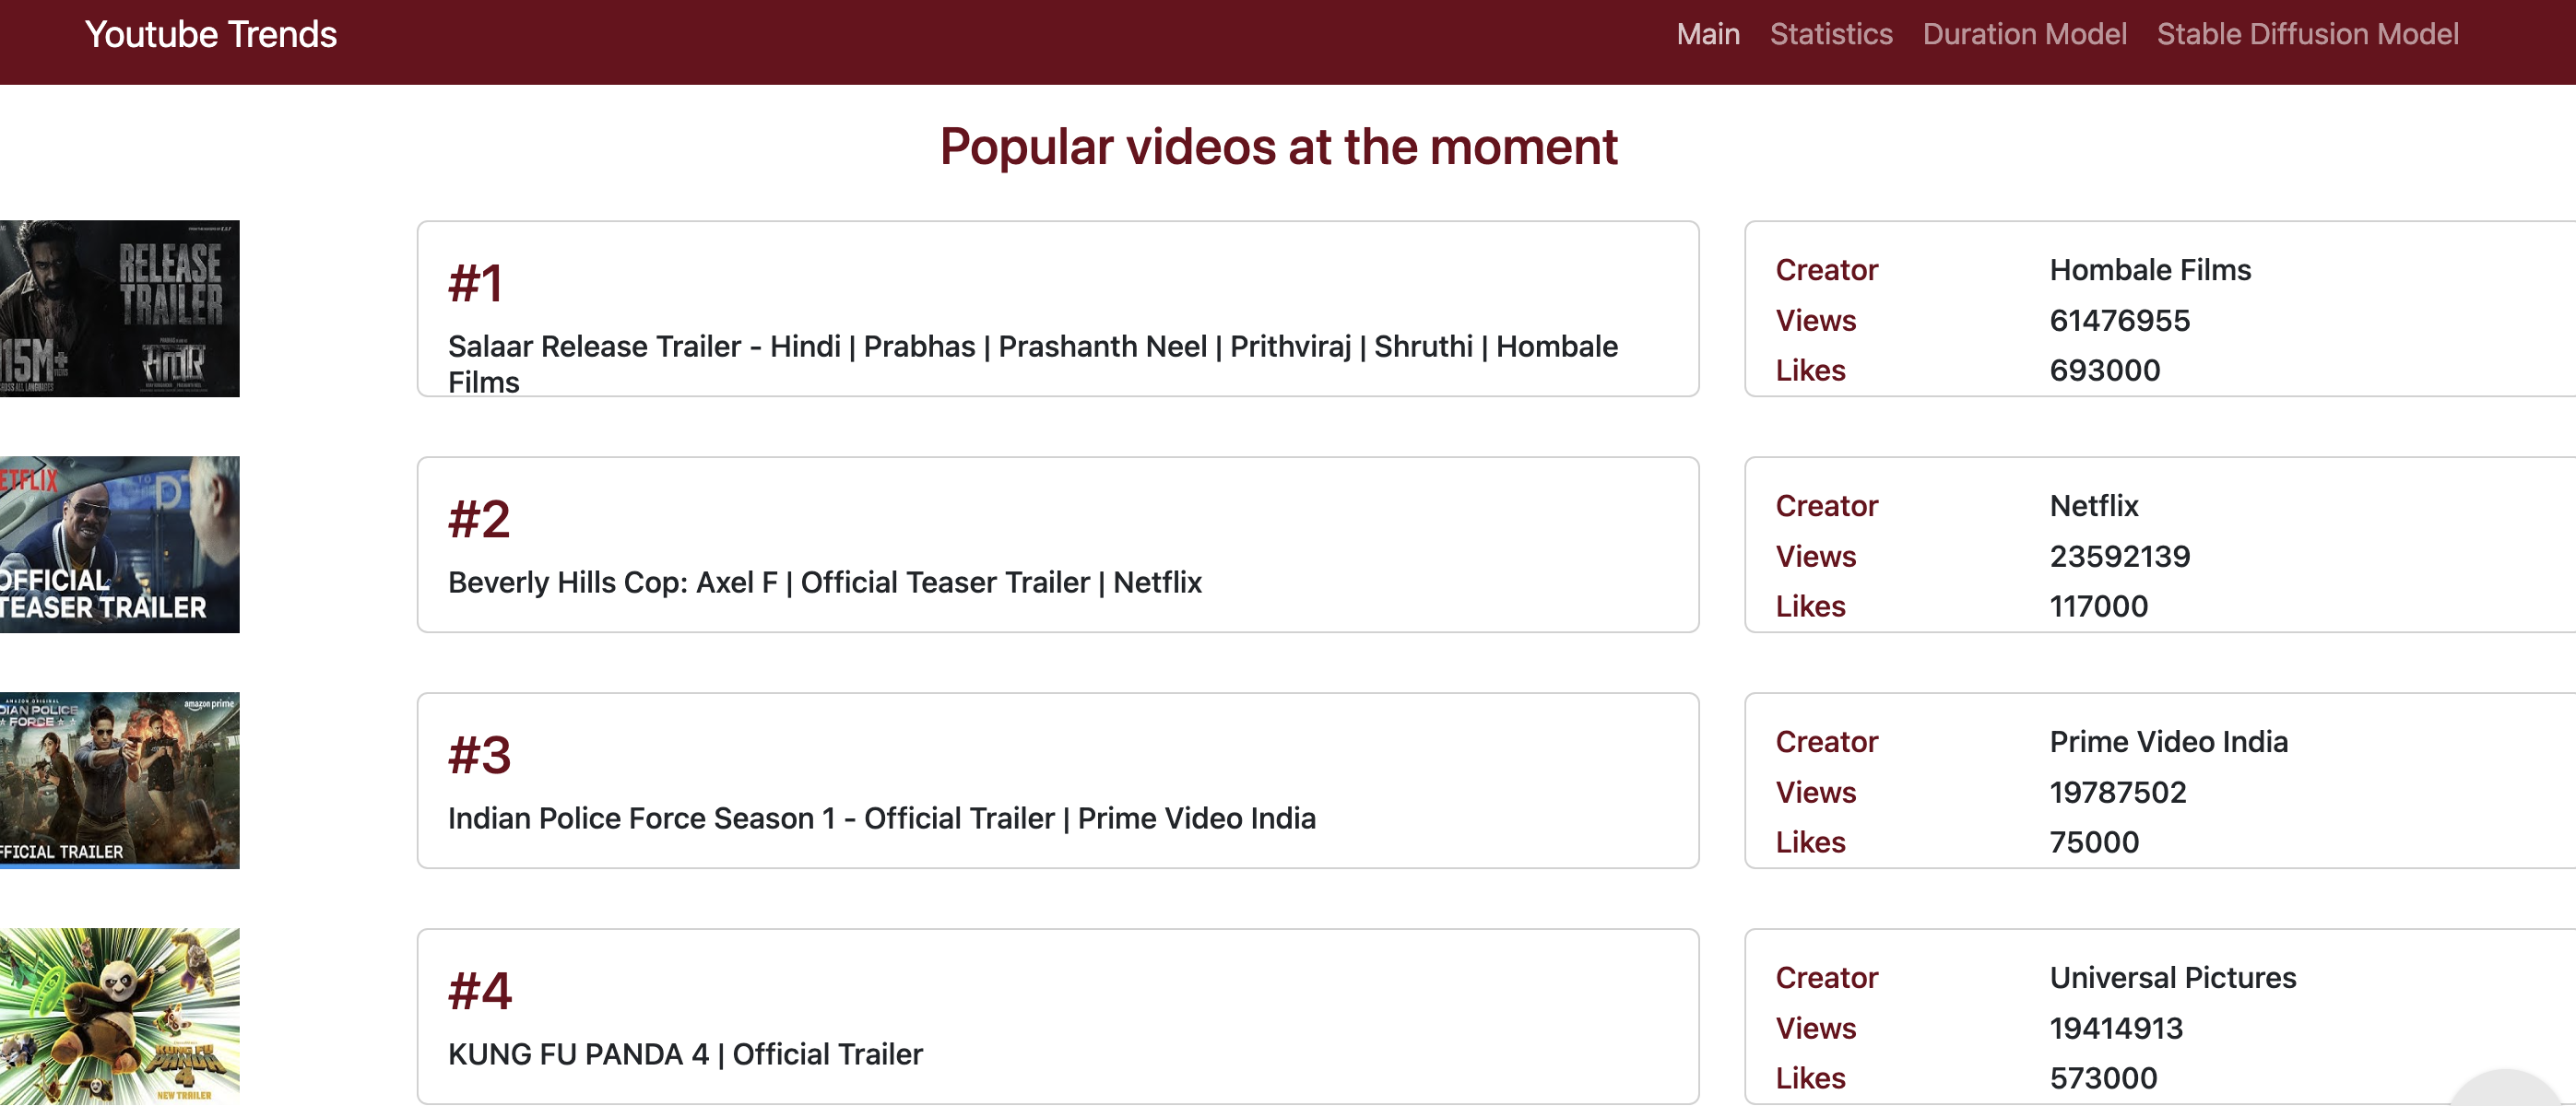 Youtube Trends
Main Statistics Duration Model Stable Diffusion Model
Popular videos at the moment
RELEASE
TRAILER
15M+
सालार
#1
Salaar Release Trailer - Hindi | Prabhas | Prashanth Neel | Prithviraj | Shruthi | Hombale
Films
Creator Hombale Films
Views 61476955
Likes 693000
ETFLIX
OFFICIAL
TEASER TRAILER
#2
Beverly Hills Cop: Axel F | Official Teaser Trailer | Netflix
Creator Netflix
Views 23592139
Likes 117000
AMAZON ORIGINAL
DIAN POLICE
FORCE
amazon prime
FFICIAL TRAILER
#3
Indian Police Force Season 1 - Official Trailer | Prime Video India
Creator Prime Video India
Views 19787502
Likes 75000
KUNG FU
PANDA
4
NEW TRAILER
#4
KUNG FU PANDA 4 | Official Trailer
Creator Universal Pictures
Views 19414913
Likes 573000